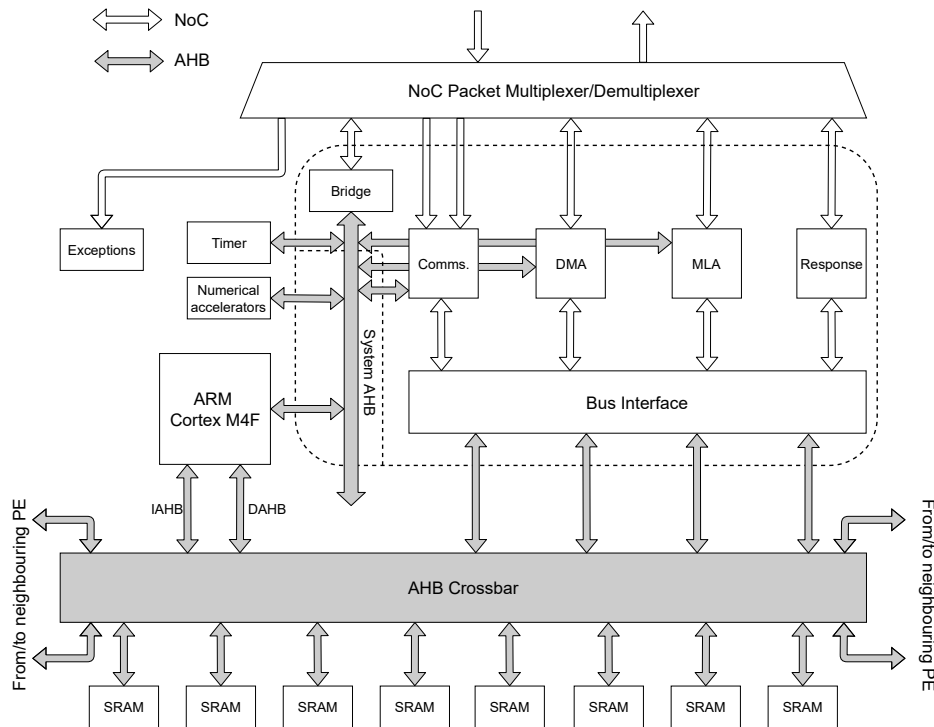 NoC
AHB
NoC Packet Multiplexer/Demultiplexer
Bridge
Exceptions
Timer
Comms.
DMA
MLA
Response
Numerical
accelerators
System AHB
ARM
Cortex M4F
Bus Interface
IAHB
DAHB
From/to neighbouring PE
From/to neighbouring PE
AHB Crossbar
SRAM
SRAM
SRAM
SRAM
SRAM
SRAM
SRAM
SRAM